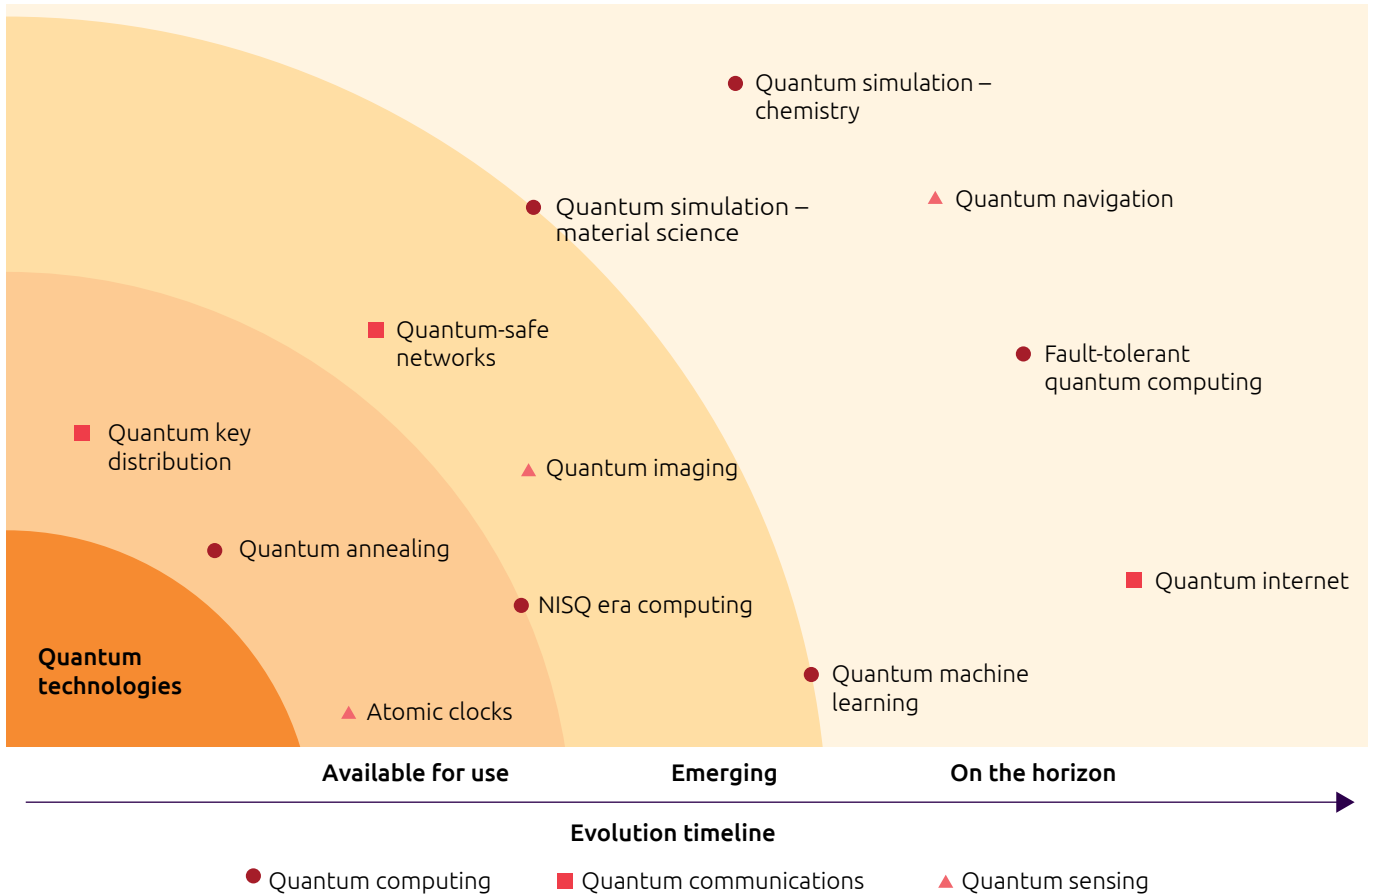 Quantum simulation –
chemistry
Quantum navigation
Quantum simulation –
material science
Quantum-safe
networks
Fault-tolerant
quantum computing
Quantum key
distribution
Quantum imaging
Quantum annealing
Quantum internet
NISQ era computing
Quantum
technologies
Quantum machine
learning
Atomic clocks
Available for use
Emerging
On the horizon
Evolution timeline
Quantum computing
Quantum communications
Quantum sensing